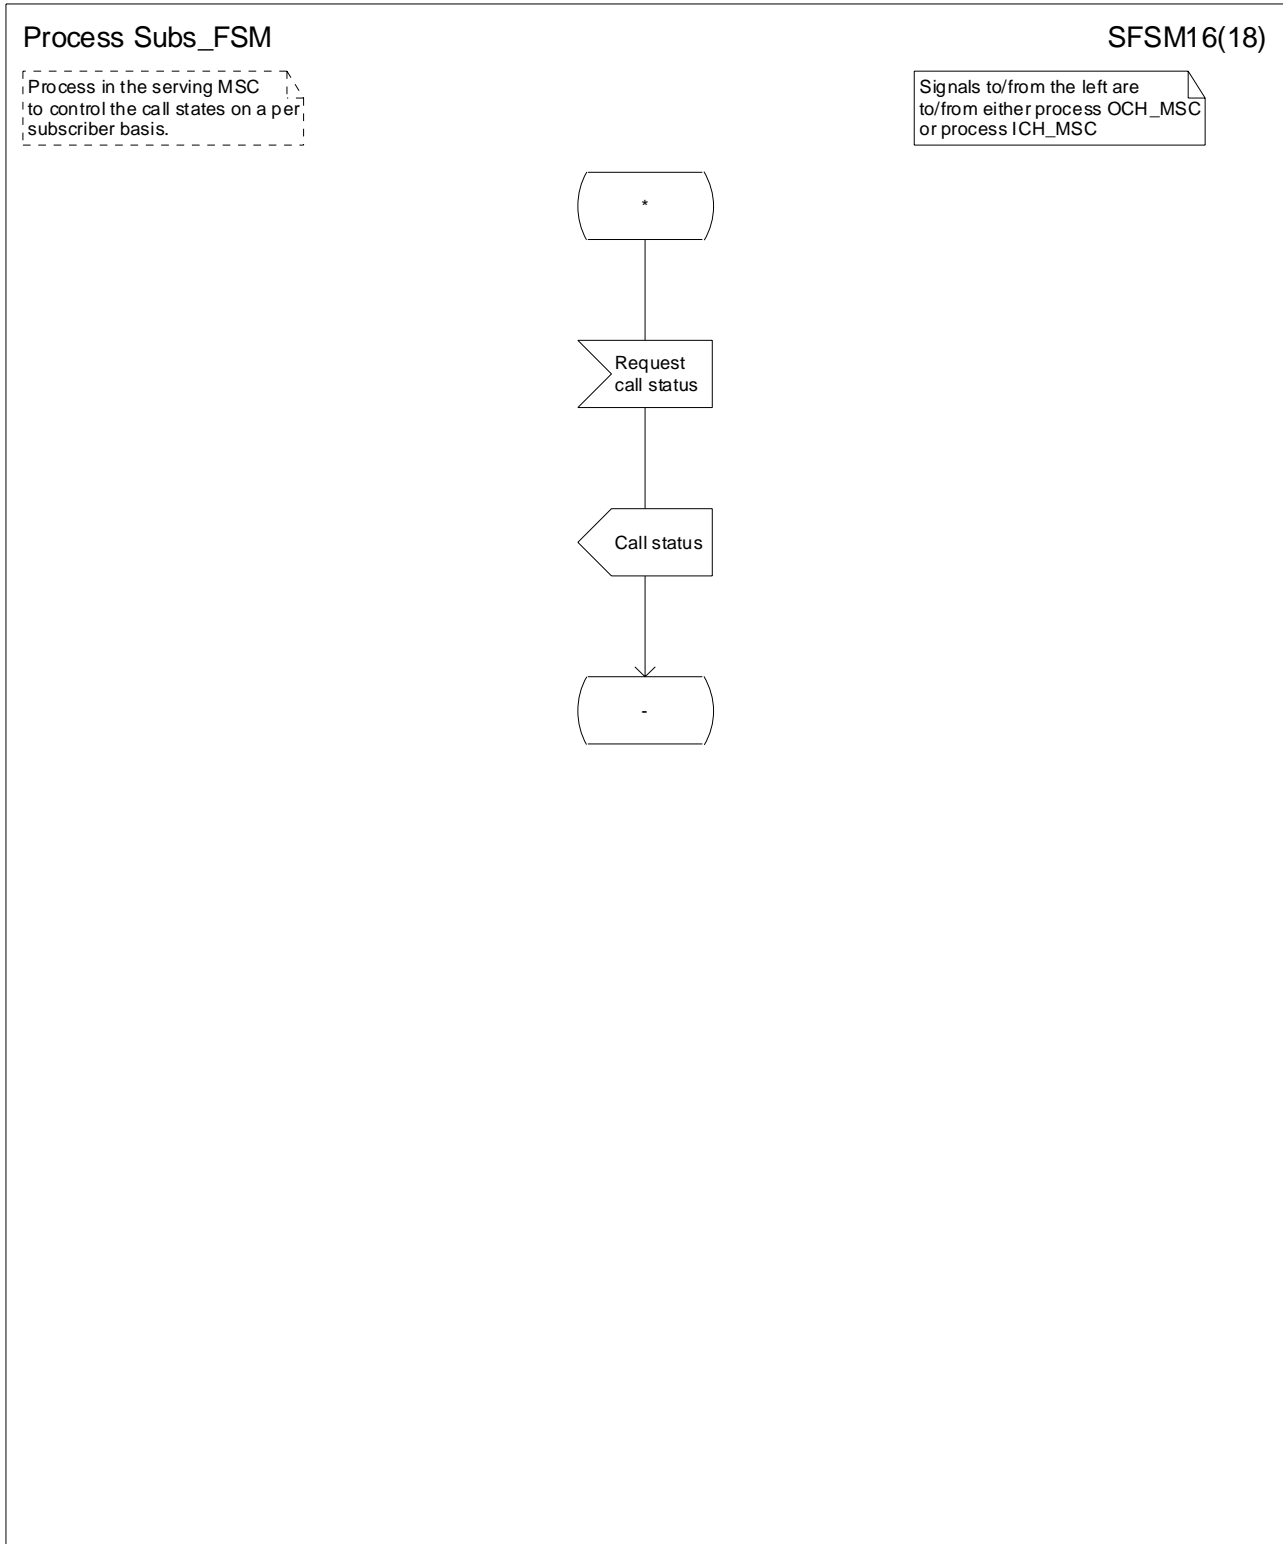 Process Subs_FSM
SFSM16(18)
Process in the serving MSC
to control the call states on a per
subscriber basis.
Signals to/from the left are
to/from either process OCH_MSC
or process ICH_MSC
*
Request
call status
Call status
-